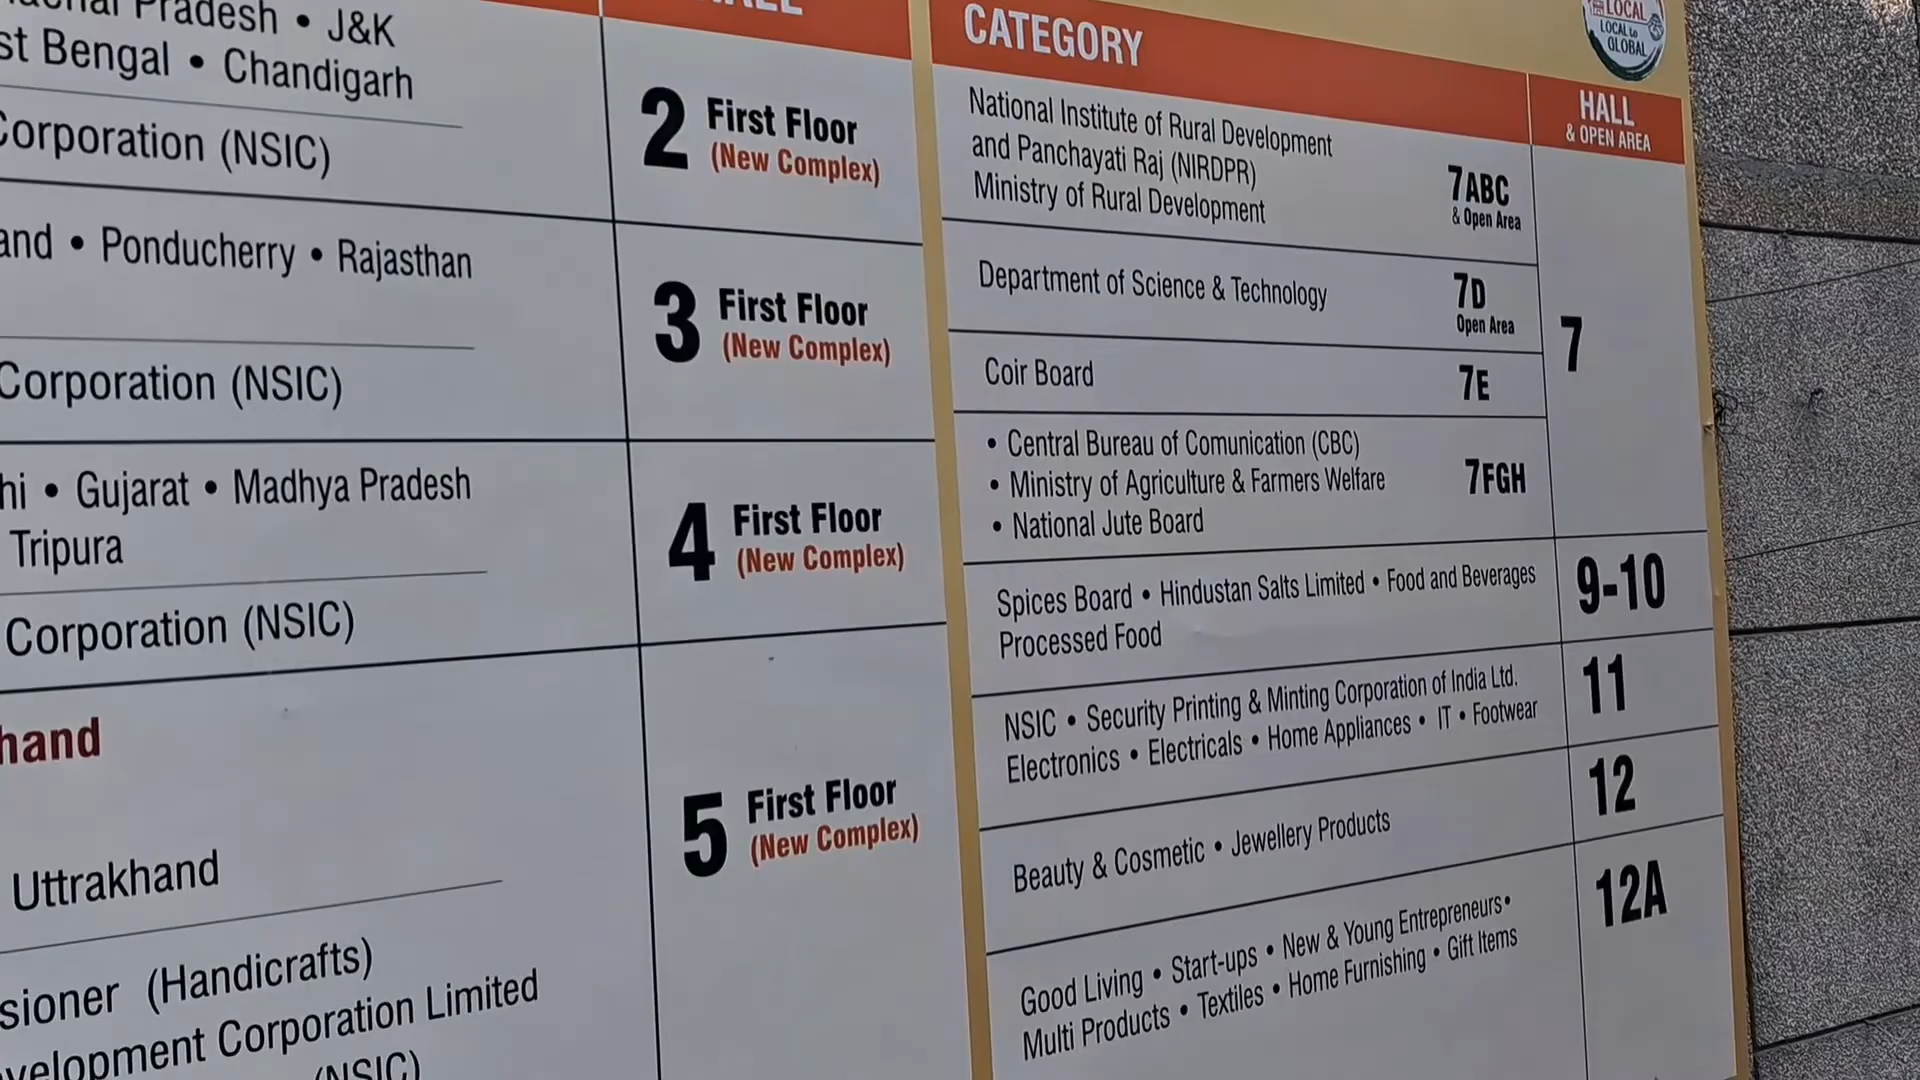 Pradesh • J&K
Bengal • Chandigarh
Corporation (NSIC)
2 First Floor
(New Complex)
• Ponducherry • Rajasthan
Corporation (NSIC)
3 First Floor
(New Complex)
• Gujarat • Madhya Pradesh
Tripura
Corporation (NSIC)
4 First Floor
(New Complex)
Uttrakhand
(Handicrafts)
Corporation Limited
(NSIC)
5 First Floor
(New Complex)
LOCAL
LOCAL to
GLOBAL
CATEGORY
HALL
& OPEN AREA
National Institute of Rural Development
and Panchayati Raj (NIRDPR)
Ministry of Rural Development
7ABC
& Open Area
Department of Science & Technology
7D
Open Area
Coir Board
7E
• Central Bureau of Comunication (CBC)
• Ministry of Agriculture & Farmers Welfare
• National Jute Board
7FGH
7
Spices Board • Hindustan Salts Limited • Food and Beverages
Processed Food
9-10
NSIC • Security Printing & Minting Corporation of India Ltd.
Electronics • Electricals • Home Appliances • IT • Footwear
11
Beauty & Cosmetic • Jewellery Products
12
Good Living • Start-ups • New & Young Entrepreneurs•
Multi Products • Textiles • Home Furnishing • Gift Items
12A